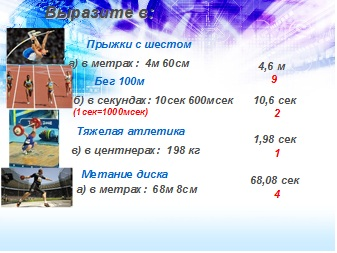 Выразите в:
Прыжки с шестом
а) в метрах: 4м 60см
4,6 м
Бег 100м
9
б) в секундах: 10сек 600мсек
10,6 сек
(1сек=1000мсек)
2
Тяжелая атлетика
1,98 сек
в) в центнерах: 198 кг
1
Метание диска
68,08 сек
а) в метрах: 68м 8см
4